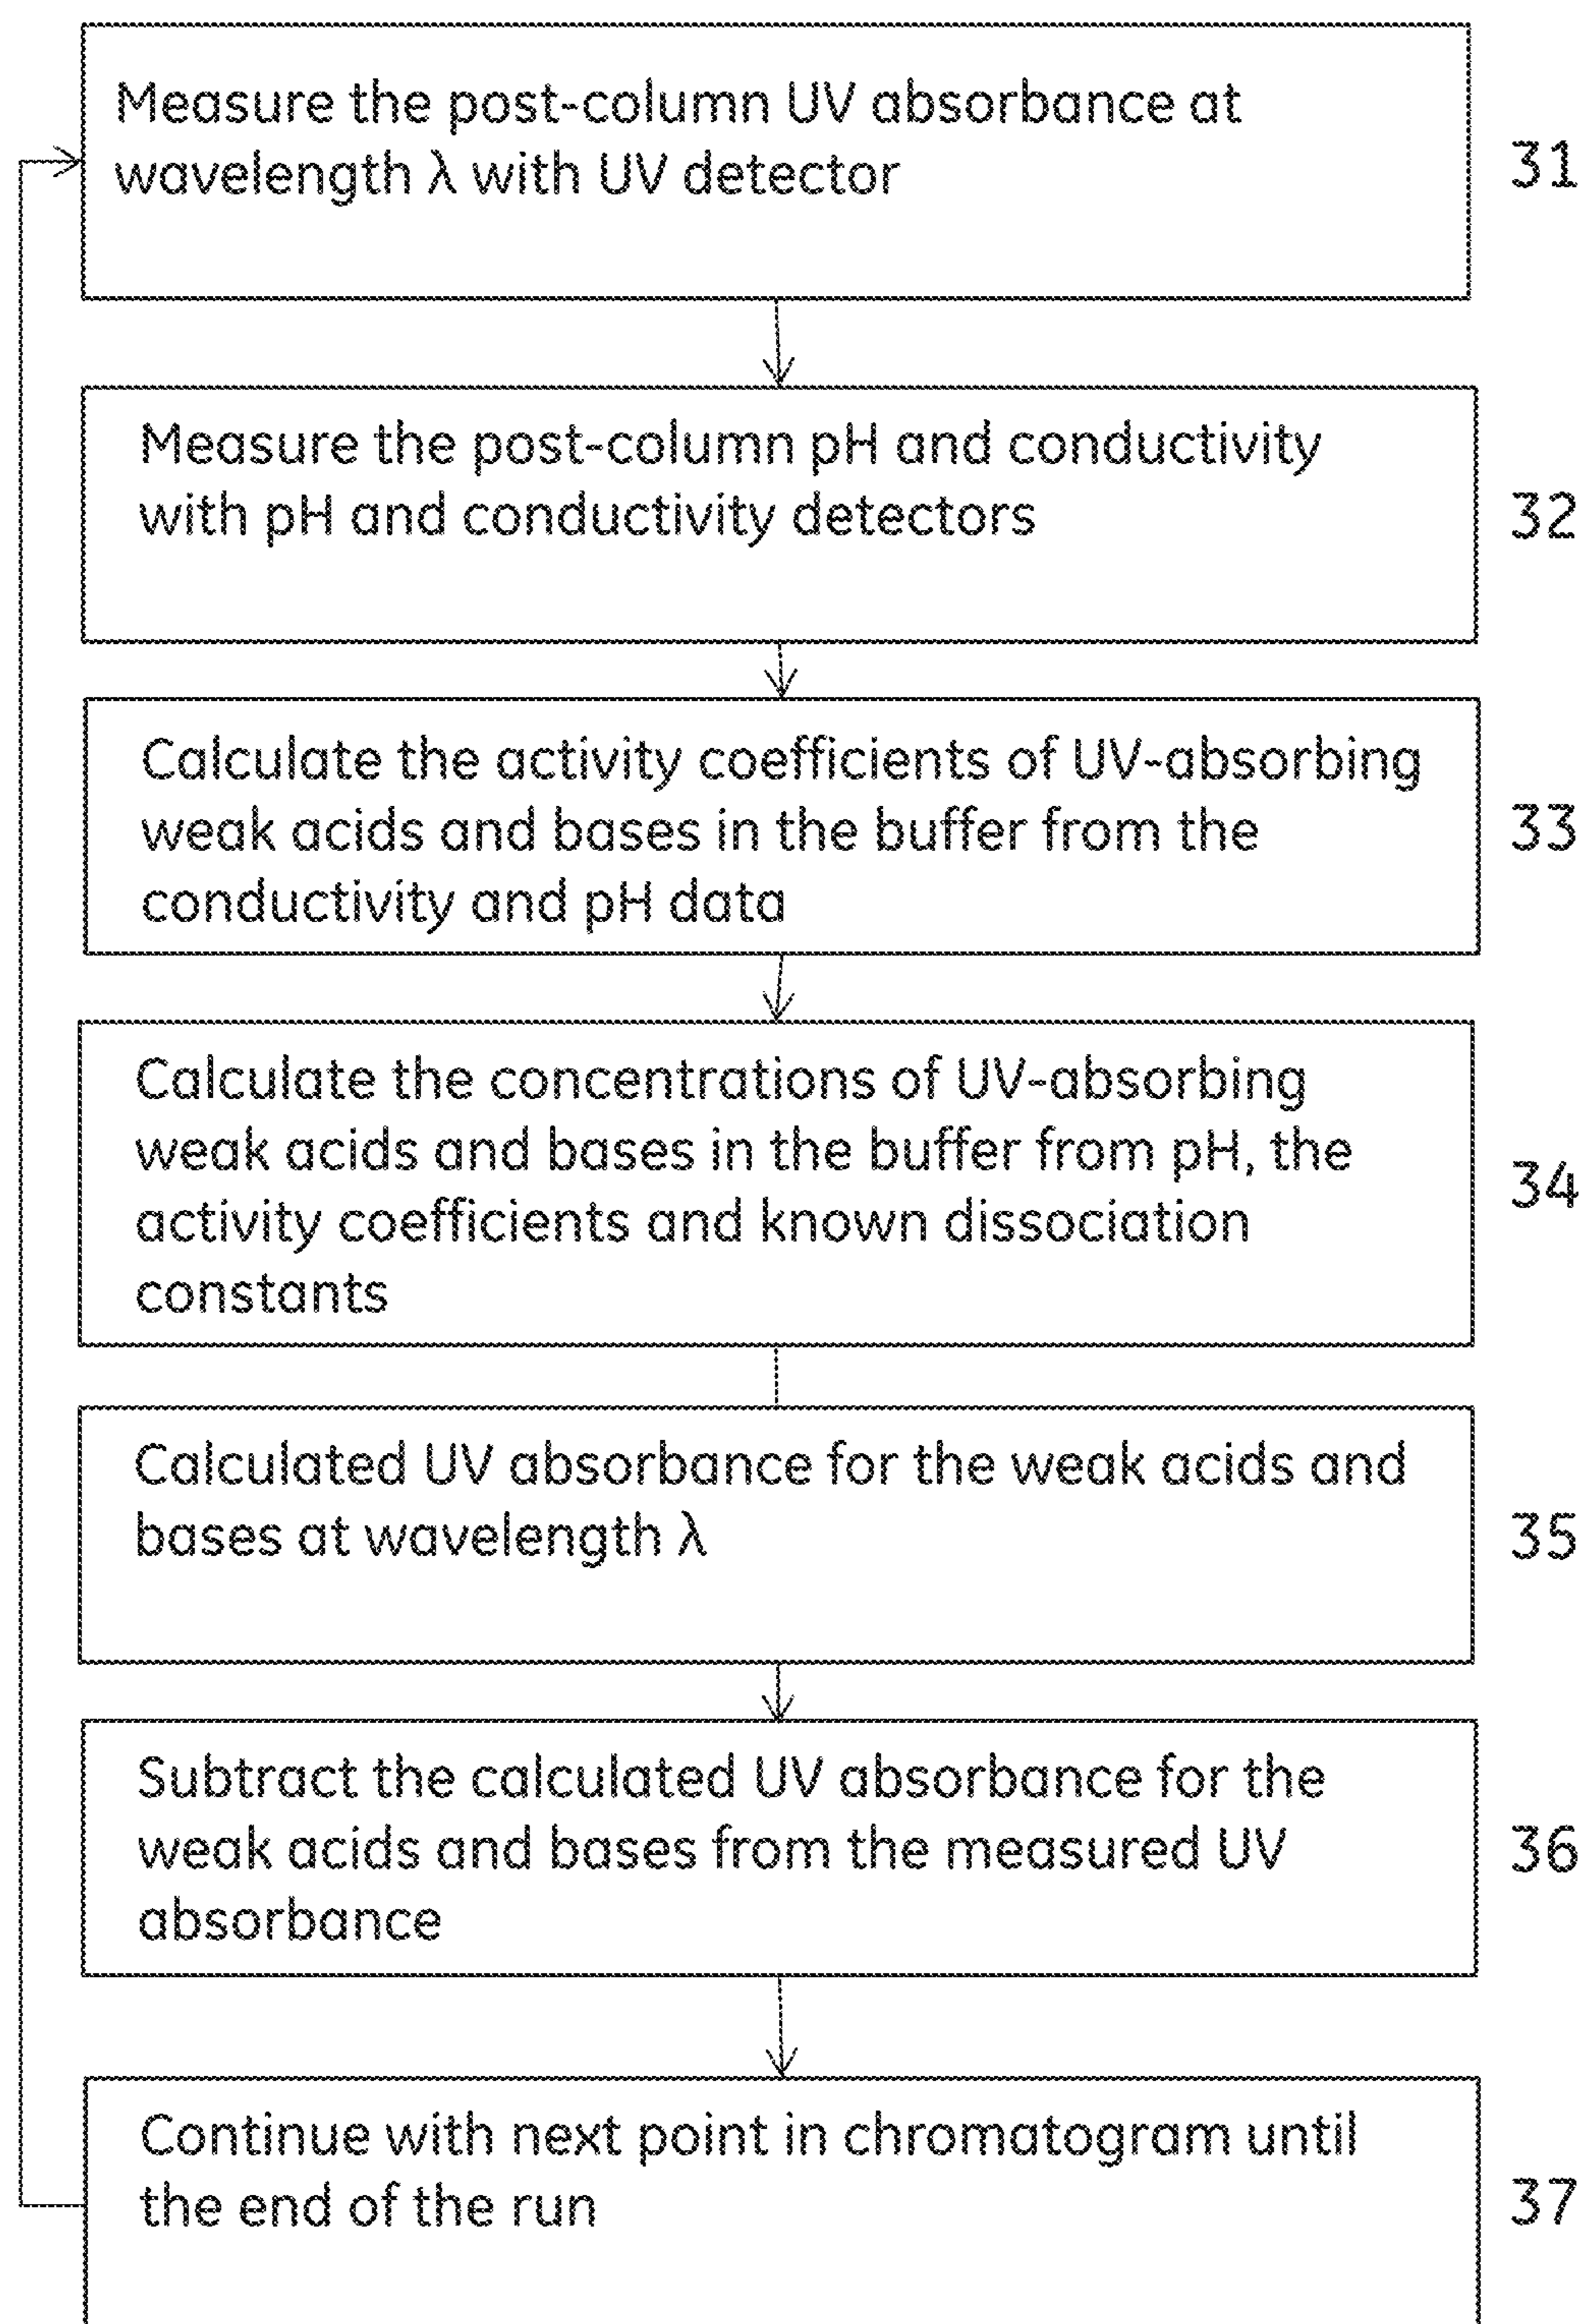 Measure the post-column UV absorbance at
wavelength λ with UV detector
31
Measure the post-column pH and conductivity
with pH and conductivity detectors
32
Calculate the activity coefficients of UV-absorbing
weak acids and bases in the buffer from the
conductivity and pH data
33
Calculate the concentrations of UV-absorbing
weak acids and bases in the buffer from pH, the
activity coefficients and known dissociation
constants
34
Calculated UV absorbance for the weak acids and
bases at wavelength λ
35
Subtract the calculated UV absorbance for the
weak acids and bases from the measured UV
absorbance
36
Continue with next point in chromatogram until
the end of the run
37